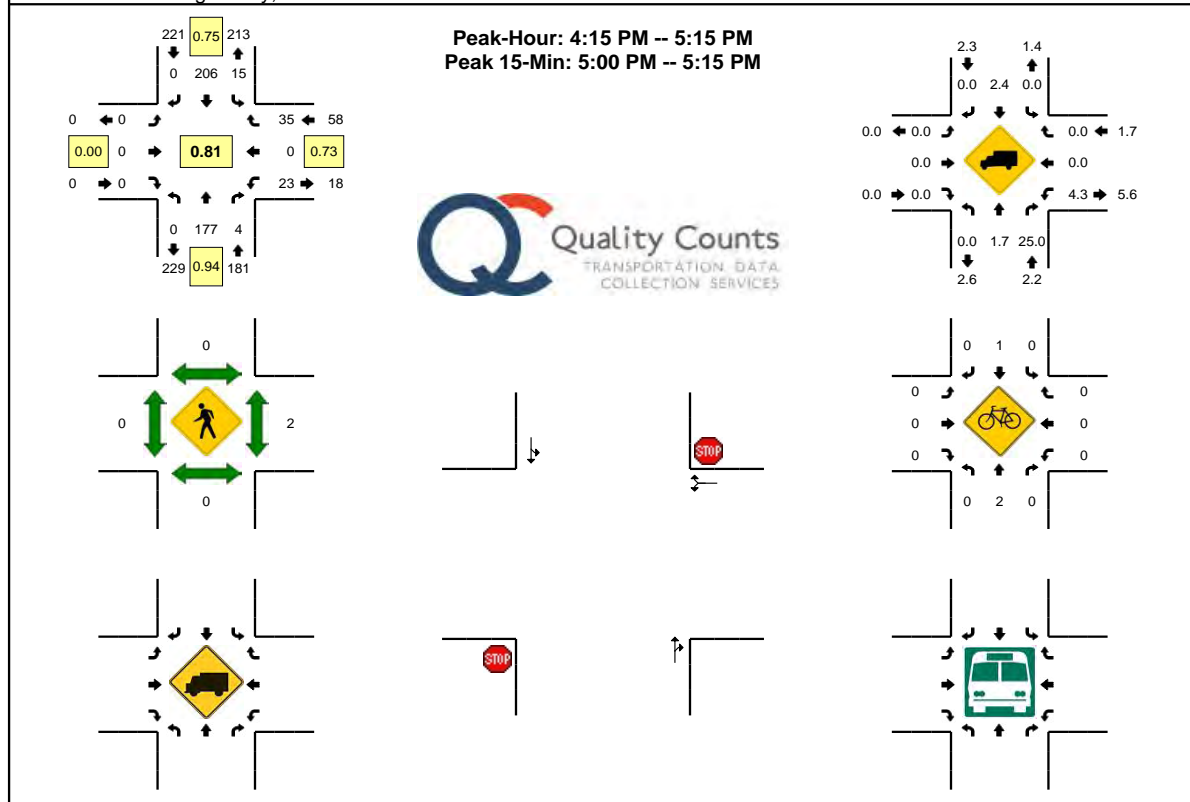 Peak-Hour: 4:15 PM -- 5:15 PM
Peak 15-Min: 5:00 PM -- 5:15 PM
221 0.75 213
0 206 15
0 0 35 58
0.00 0 0.81 0 0.73
0 0 23 18
0 177 4
229 0.94 181
2.3 1.4
0.0 2.4 0.0
0.0 0.0 0.0 1.7
0.0 0.0
0.0 0.0 4.3 5.6
0.0 1.7 25.0
2.6 2.2
Quality Counts
TRANSPORTATION DATA
COLLECTION SERVICES
0
0 2
0
STOP
0 1 0
0 0
0 0
0 0
0 2 0
STOP